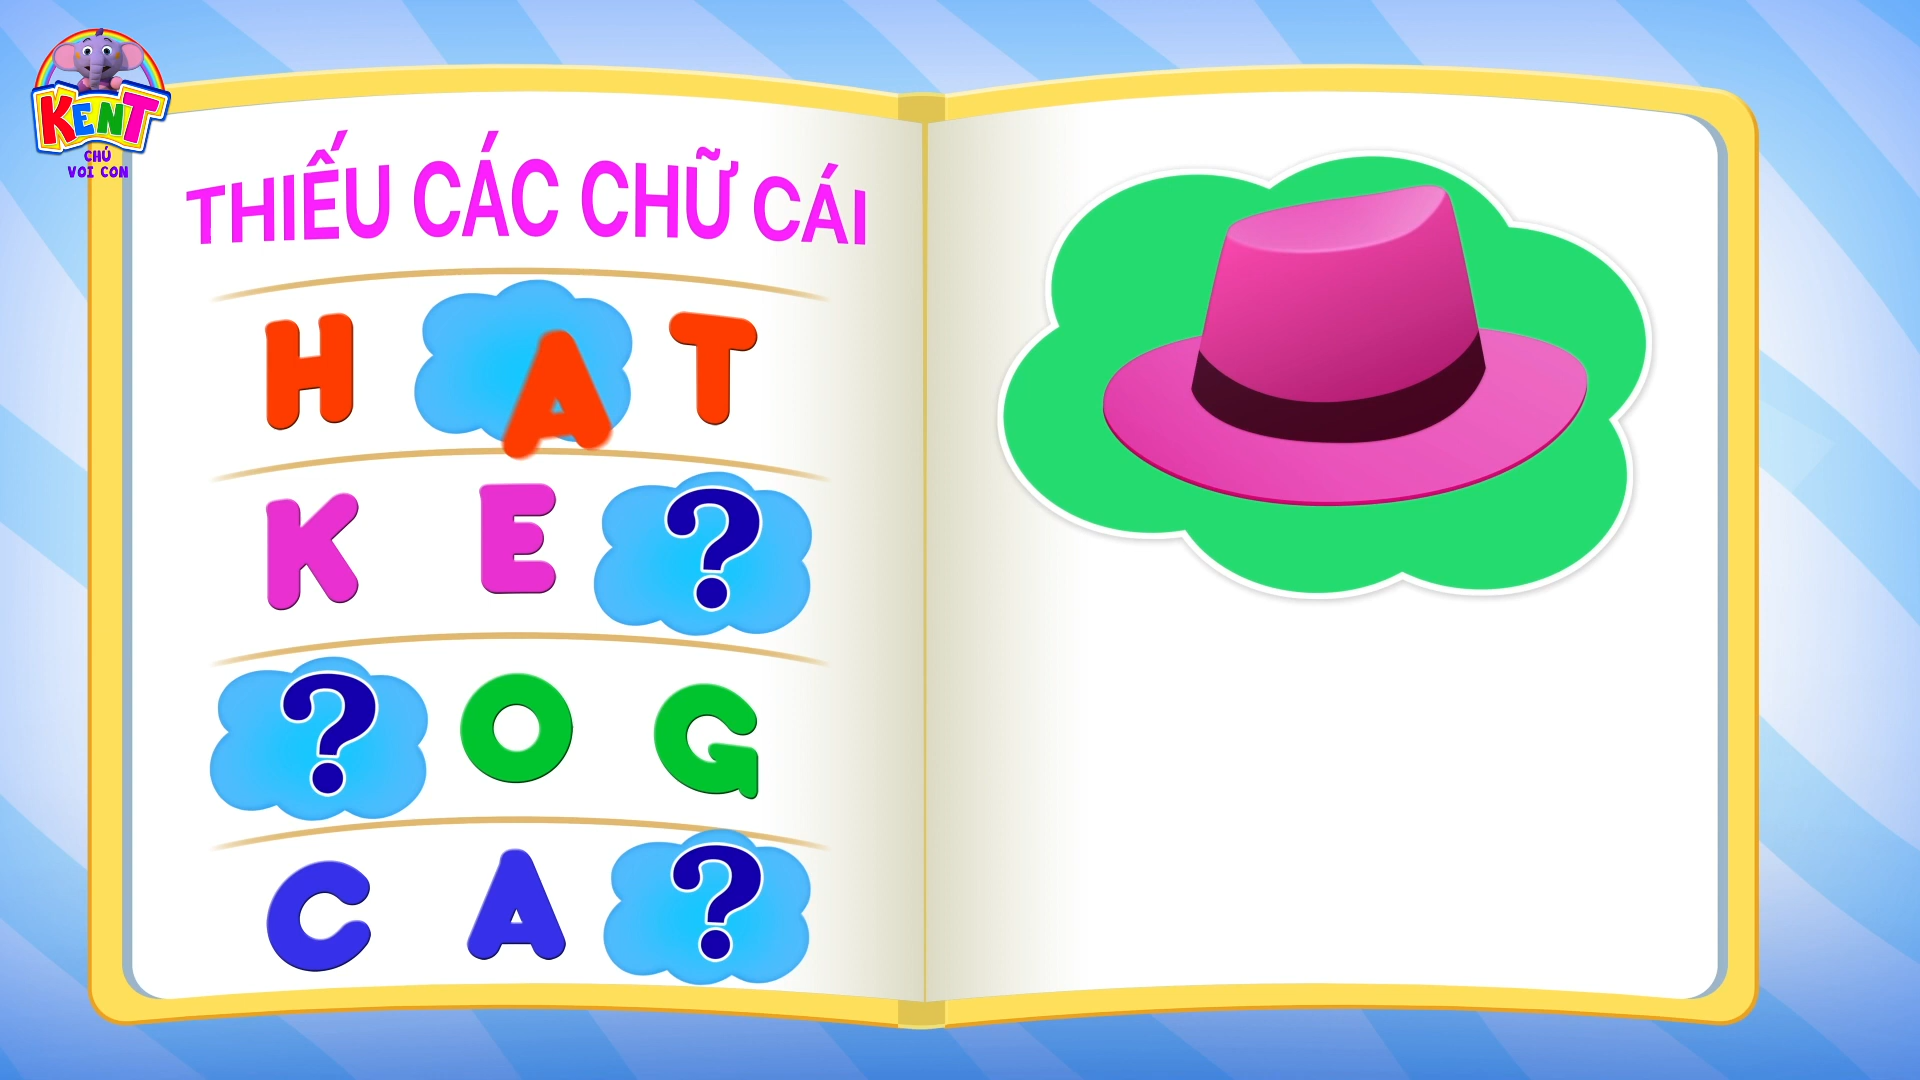 KENT
CHÚ
VOI CON
THIẾU CÁC CHỮ CÁI
H A T
K E ?
? O G
C A ?